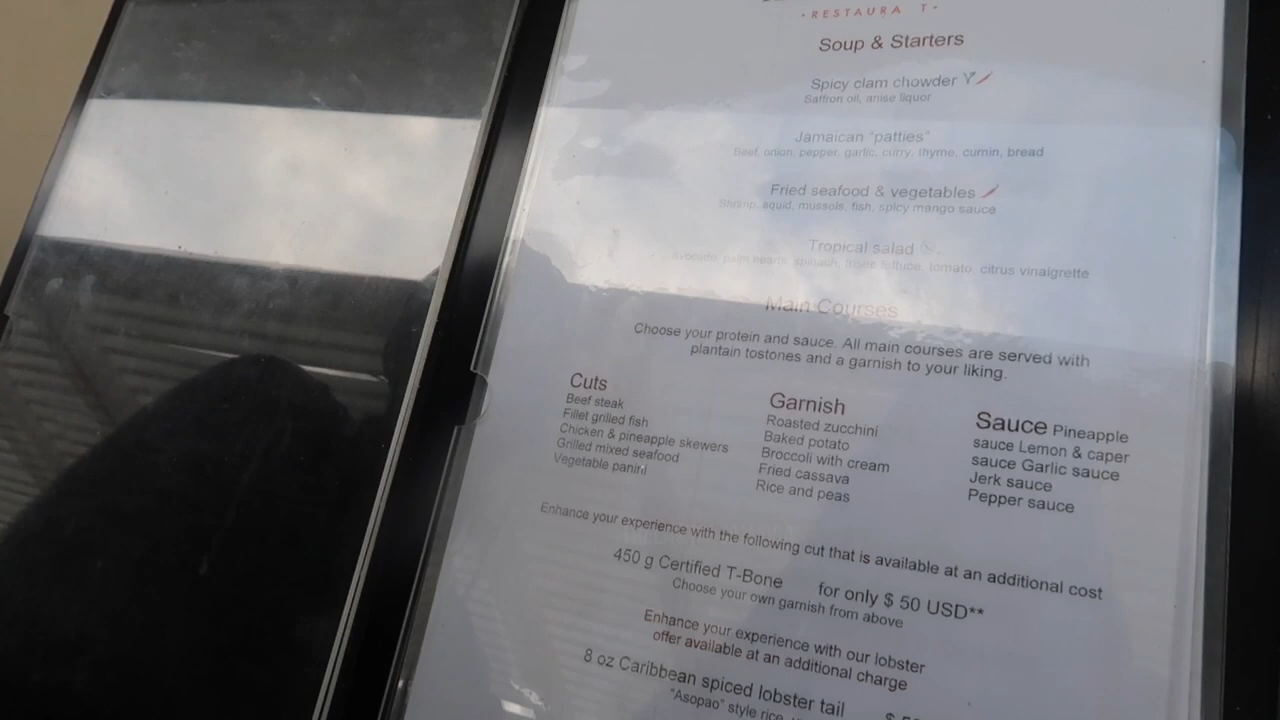 • RESTAURA T •
Soup & Starters
Spicy clam chowder
Saffron oil, anise liquor
Jamaican "patties"
Beef, onion, pepper, garlic, curry, thyme, cumin, bread
Fried seafood & vegetables
Shrimp, squid, mussols, fish, spicy mango sauce
Tropical salad
Avocado, palm hearts, spinach, frisée lettuce, tomato, citrus vinaigrette
Main Courses
Choose your protein and sauce. All main courses are served with
plantain tostones and a garnish to your liking.
Cuts
Beef steak
Fillet grilled fish
Chicken & pineapple skewers
Grilled mixed seafood
Vegetable panini
Garnish
Roasted zucchini
Baked potato
Broccoli with cream
Fried cassava
Rice and peas
Sauce Pineapple
sauce Lemon & caper
sauce Garlic sauce
Jerk sauce
Pepper sauce
Enhance your experience with the following cut that is available at an additional cost
450 g Certified T-Bone for only $ 50 USD**
Choose your own garnish from above
Enhance your experience with our lobster
offer available at an additional charge
8 oz Caribbean spiced lobster tail $
"Asopao" style rice,